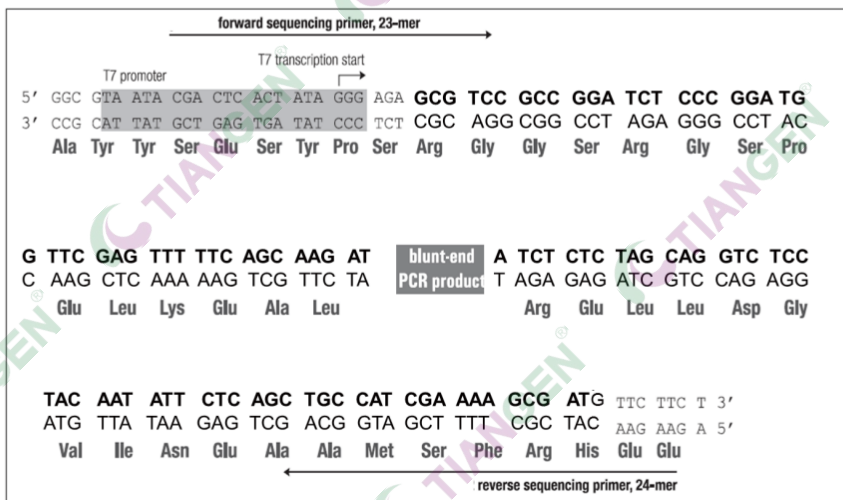 forward sequencing primer, 23-mer
T7 transcription start
T7 promoter
5′ GGC GTA ATA CGA CTC ACT ATA GGG AGA GCG TCC GCC GGA TCT CCC GGA TG
3′ CCG CAT TAT GCT GAG TGA TAT CCC TCT CGC AGG CGG CCT AGA GGG CCT AC
Ala Tyr Tyr Ser Glu Ser Tyr Pro Ser Arg Gly Gly Ser Arg Gly Ser Pro
G TTC GAG TTT TTC AGC AAG AT blunt-end A TCT CTC TAG CAG GTC TCC
C AAG CTC AAA AAG TCG TTC TA PCR product T AGA GAG ATC GTC CAG AGG
Glu Leu Lys Glu Ala Leu Arg Glu Leu Leu Asp Gly
TAC AAT ATT CTC AGC TGC CAT CGA AAA GCG ATG TTC TTC T 3′
ATG TTA TAA GAG TCG ACG GTA GCT TTT CGC TAC AAG AAG A 5′
Val Ile Asn Glu Ala Ala Met Ser Phe Arg His Glu Glu
reverse sequencing primer, 24-mer
TIANGEN®
TIANGEN®
TIANGEN®